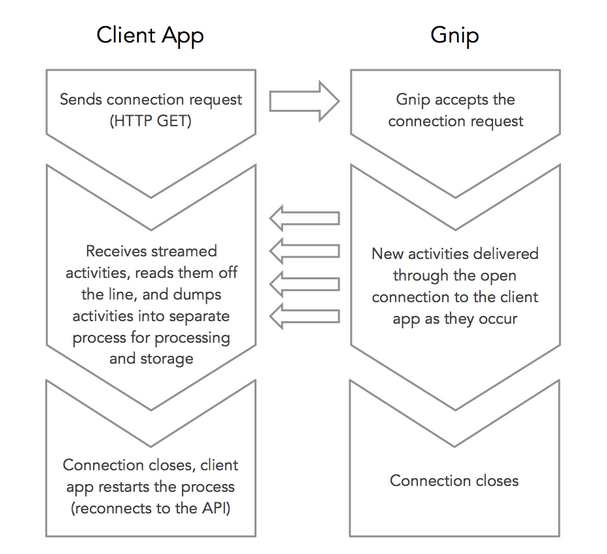 Client App
Gnip
Sends connection request
(HTTP GET)
Gnip accepts the
connection request
Receives streamed
activities, reads them off
the line, and dumps
activities into separate
process for processing
and storage
New activities delivered
through the open
connection to the client
app as they occur
Connection closes, client
app restarts the process
(reconnects to the API)
Connection closes